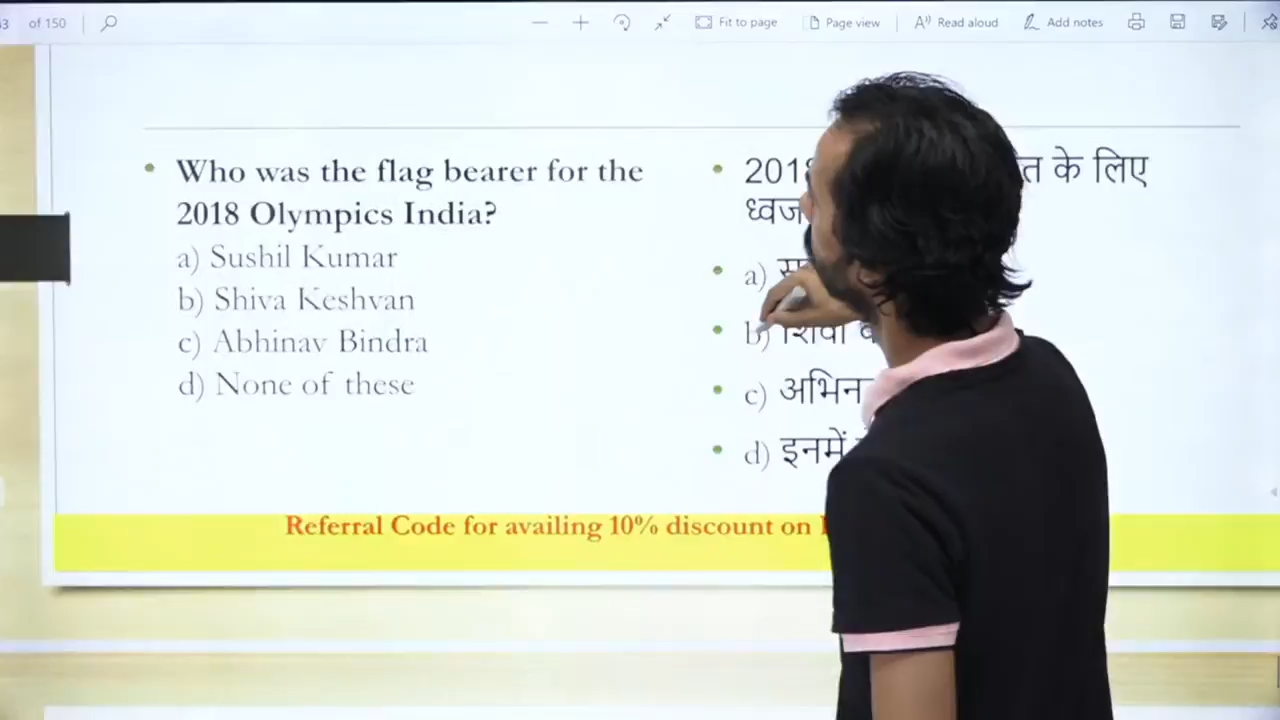 of 150
Fit to page
Page view
Read aloud
Add notes
Who was the flag bearer for the
2018 Olympics India?
a) Sushil Kumar
b) Shiva Keshvan
c) Abhinav Bindra
d) None of these
के लिए
a)
b) शिवा
c)
d) इनमें
Referral Code for availing 10% discount on